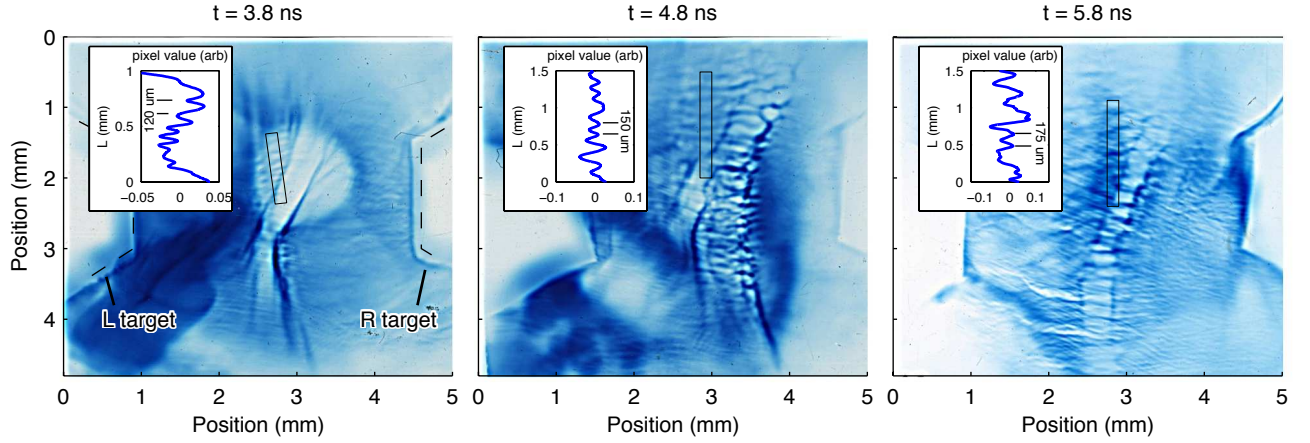 t = 3.8 ns
t = 4.8 ns
t = 5.8 ns
Position (mm)
0
1
2
3
4
pixel value (arb)
L (mm)
1
0.5
0
120 um
−0.05
0
0.05
L target
R target
0
1
2
3
4
5
Position (mm)
pixel value (arb)
L (mm)
1.5
1
0.5
0
150 um
−0.1
0
0.1
0
1
2
3
4
5
Position (mm)
pixel value (arb)
L (mm)
1.5
1
0.5
0
175 um
−0.1
0
0.1
0
1
2
3
4
5
Position (mm)